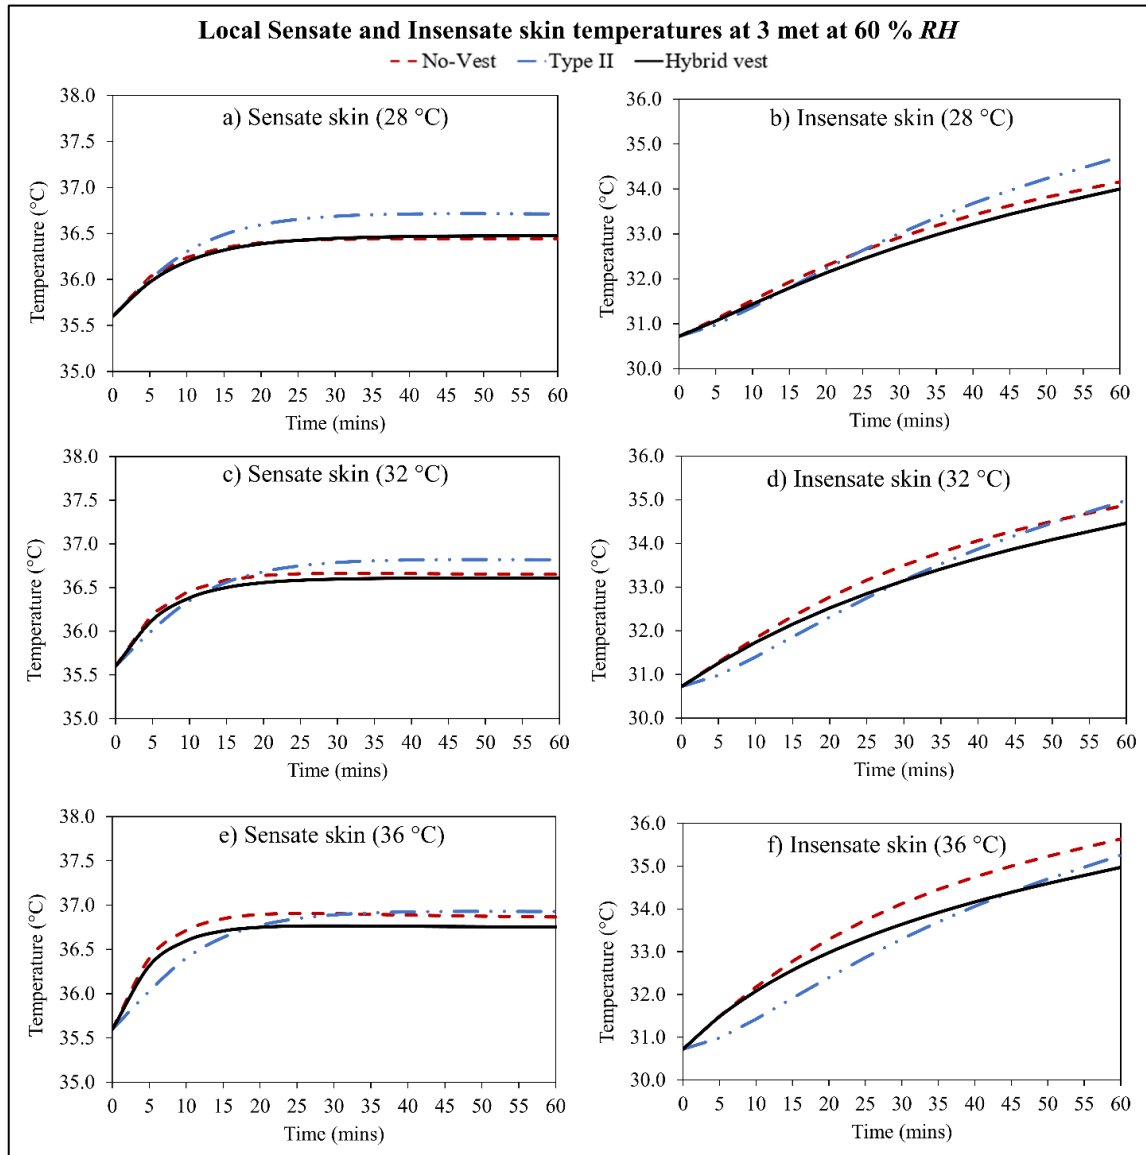 Local Sensate and Insensate skin temperatures at 3 met at 60 % RH
No-Vest Type II Hybrid vest
a) Sensate skin (28 °C)
Temperature (°C)
38.0
37.5
37.0
36.5
36.0
35.5
35.0
0 5 10 15 20 25 30 35 40 45 50 55 60
Time (mins)
b) Insensate skin (28 °C)
Temperature (°C)
36.0
35.0
34.0
33.0
32.0
31.0
30.0
0 5 10 15 20 25 30 35 40 45 50 55 60
Time (mins)
c) Sensate skin (32 °C)
Temperature (°C)
38.0
37.5
37.0
36.5
36.0
35.5
35.0
0 5 10 15 20 25 30 35 40 45 50 55 60
Time (mins)
d) Insensate skin (32 °C)
Temperature (°C)
36.0
35.0
34.0
33.0
32.0
31.0
30.0
0 5 10 15 20 25 30 35 40 45 50 55 60
Time (mins)
e) Sensate skin (36 °C)
Temperature (°C)
38.0
37.5
37.0
36.5
36.0
35.5
35.0
0 5 10 15 20 25 30 35 40 45 50 55 60
Time (mins)
f) Insensate skin (36 °C)
Temperature (°C)
36.0
35.0
34.0
33.0
32.0
31.0
30.0
0 5 10 15 20 25 30 35 40 45 50 55 60
Time (mins)